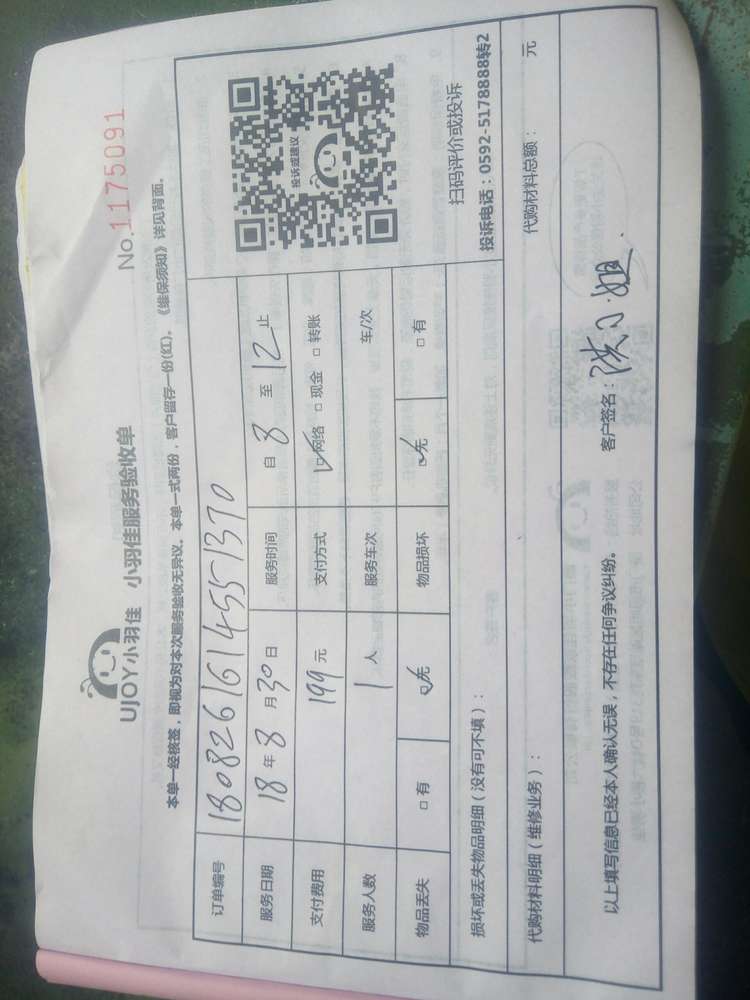 No.1175091
UJOY小羽佳 小羽佳服务验收单
本单一经核签，即视为对本次服务验收无异议。本单一式两份，客户留存一份(红)。《维保须知》详见背面。
订单编号 1808261614551370
服务日期 18年8月30日 服务时间 自8至12止
支付费用 199元 支付方式 ☑网络 □现金 □转账
服务人数 1人 服务车次 车/次
物品丢失 □有 ☑无 物品损坏 ☑无 □有
投诉或建议
扫码评价或投诉
投诉电话：0592-5178888转2
损坏或丢失物品明细（没有可不填）：
代购材料明细（维修业务）： 代购材料总额： 元
以上填写信息已经本人确认无误，不存在任何争议纠纷。 客户签名： 小姐